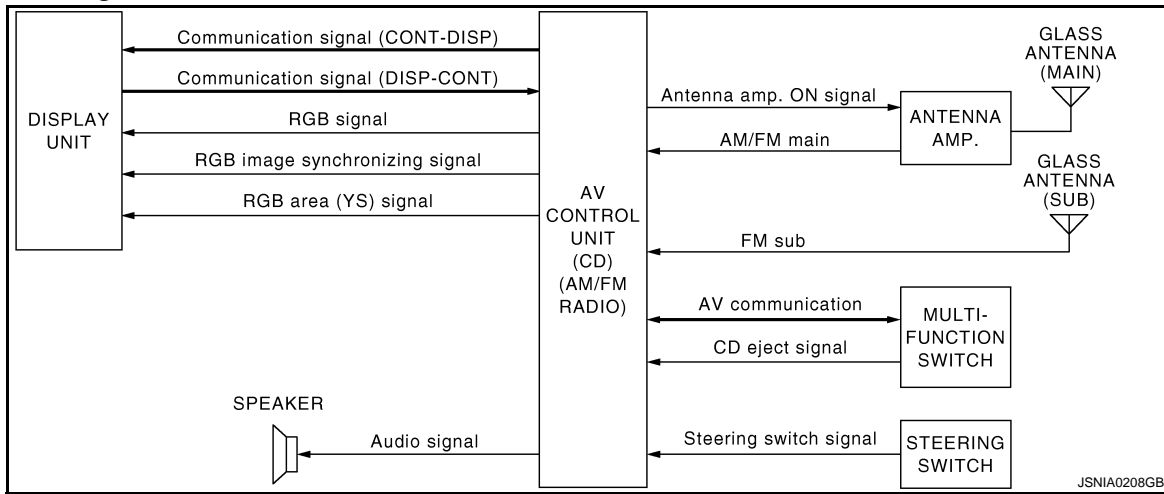 Communication signal (CONT-DISP)
Communication signal (DISP-CONT)
DISPLAY
UNIT
RGB signal
RGB image synchronizing signal
RGB area (YS) signal
SPEAKER
Audio signal
AV
CONTROL
UNIT
(CD)
(AM/FM
RADIO)
GLASS
ANTENNA
(MAIN)
Antenna amp. ON signal
ANTENNA
AMP.
AM/FM main
GLASS
ANTENNA
(SUB)
FM sub
AV communication
MULTI-
FUNCTION
SWITCH
CD eject signal
Steering switch signal
STEERING
SWITCH
JSNIA0208GB